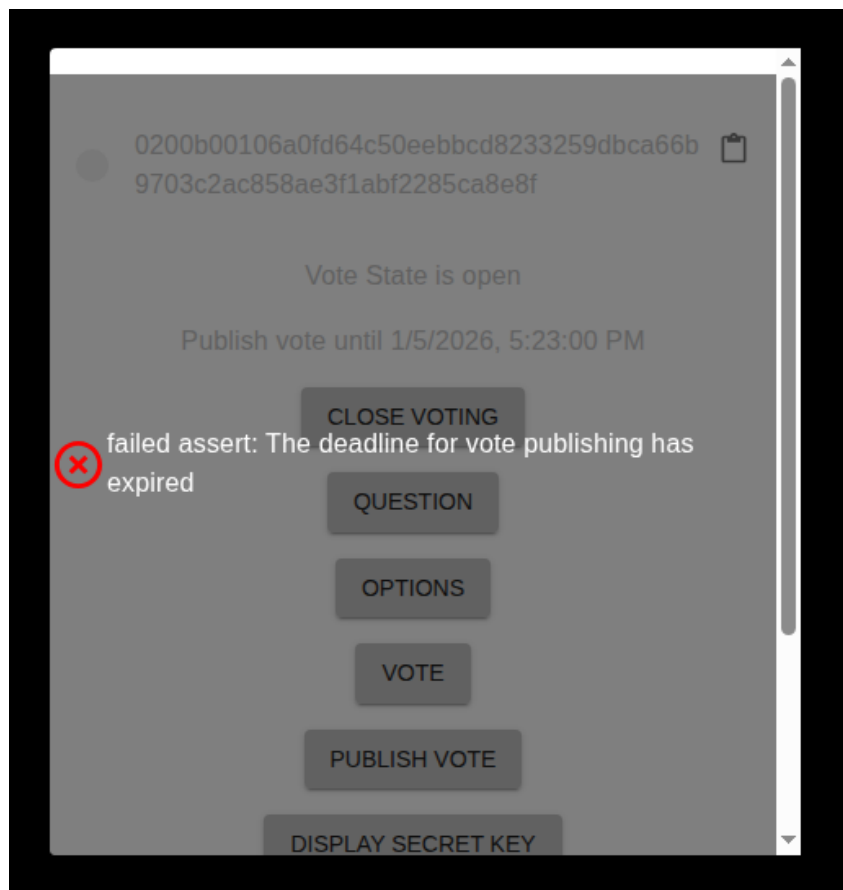 0200b00106a0fd64c50eebbcd8233259dbca66b
9703c2ac858ae3f1abf2285ca8e8f
Vote State is open
Publish vote until 1/5/2026, 5:23:00 PM
CLOSE VOTING
failed assert: The deadline for vote publishing has
expired
QUESTION
OPTIONS
VOTE
PUBLISH VOTE
DISPLAY SECRET KEY